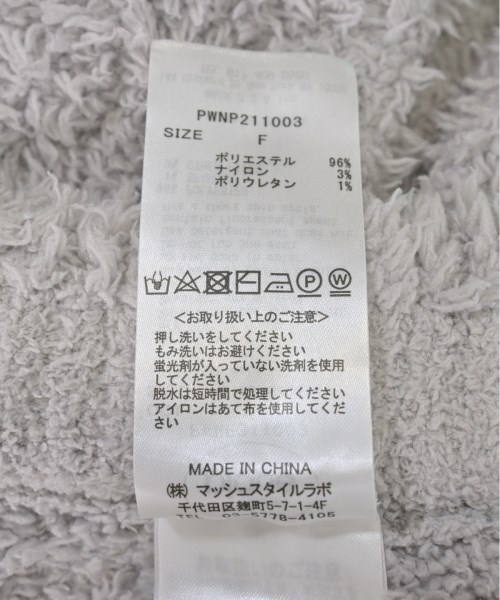 PWNP211003
SIZE F
ポリエステル 96%
ナイロン 3%
ポリウレタン 1%
P W
＜お取り扱い上のご注意＞
押し洗いをしてください
もみ洗いはお避けください
蛍光剤が入っていない洗剤を使用
してください
脱水は短時間で処理してください
アイロンはあて布を使用してくだ
さい
MADE IN CHINA
(株) マッシュスタイルラボ
千代田区麹町5-7-1-4F
TEL 03-5778-4105